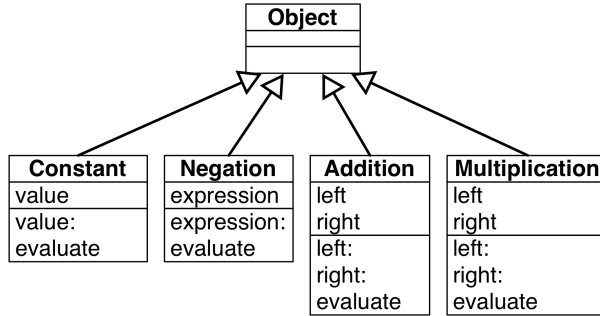 Object
Constant
value
value:
evaluate
Negation
expression
expression:
evaluate
Addition
left
right
left:
right:
evaluate
Multiplication
left
right
left:
right:
evaluate